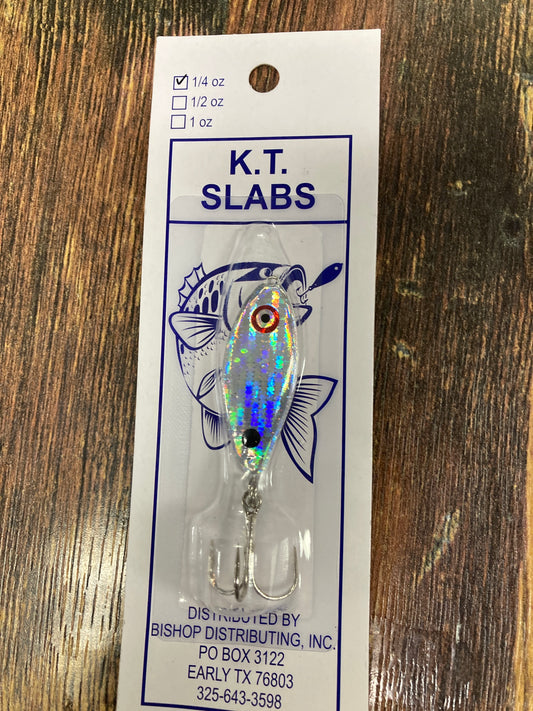 1/4 oz
1/2 oz
1 oz
K.T.
SLABS
DISTRIBUTED BY
BISHOP DISTRIBUTING, INC.
PO BOX 3122
EARLY TX 76803
325-643-3598